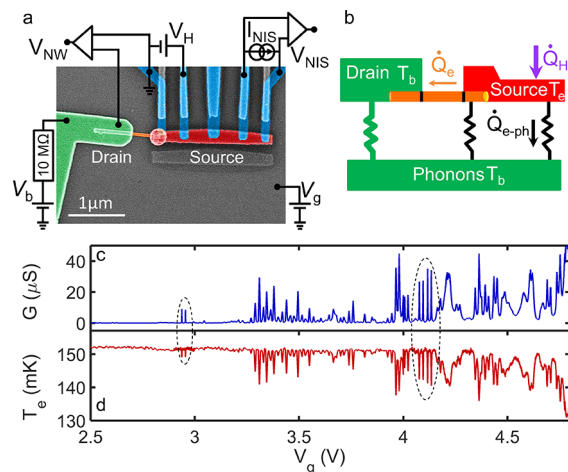 a
V_NW
V_H
I_NIS
V_NIS
10 MΩ
V_b
Drain
Source
1µm
V_g
b
Drain T_b
Q̇_e
Q̇_H
Source T_e
Q̇_e-ph
Phonons T_b
c
G (µS)
40
20
0
T_e (mK)
150
140
130
d
2.5 3 3.5 4 4.5
V_g (V)